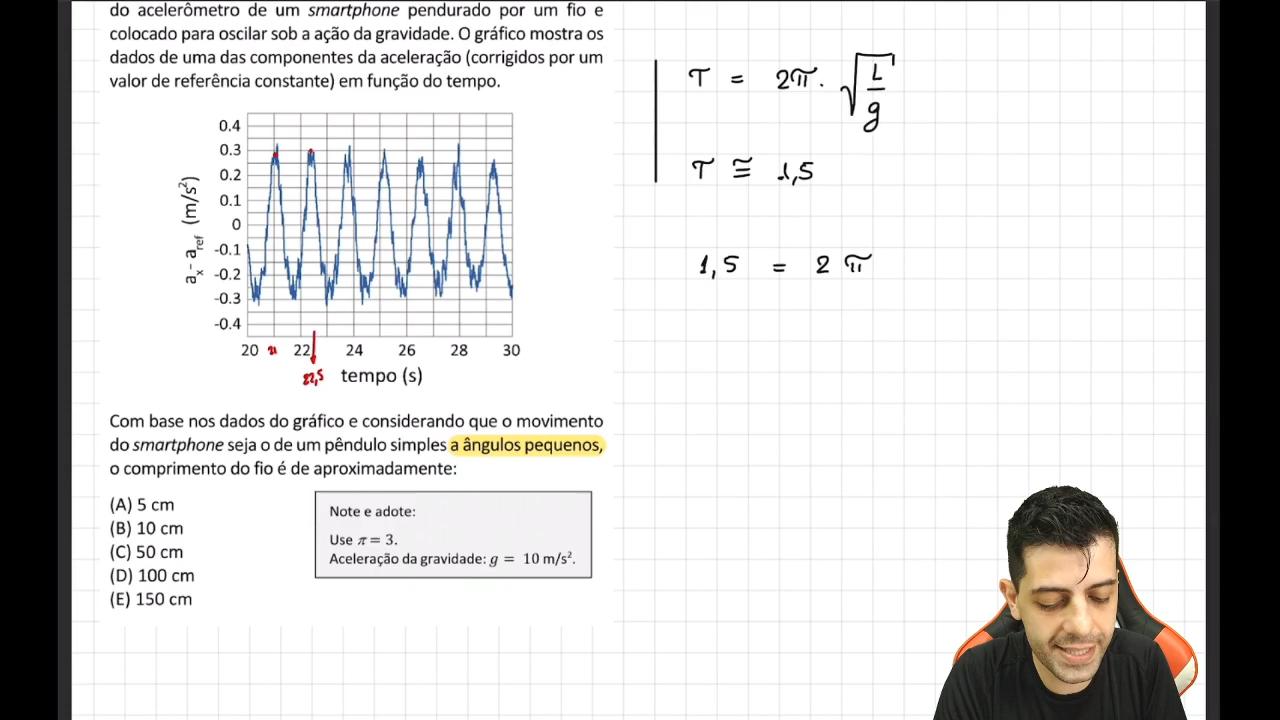 do acelerômetro de um smartphone pendurado por um fio e
colocado para oscilar sob a ação da gravidade. O gráfico mostra os
dados de uma das componentes da aceleração (corrigidos por um
valor de referência constante) em função do tempo.
0.4
0.3
0.2
0.1
0
-0.1
-0.2
-0.3
-0.4
aₓ- a_ref (m/s²)
20 21 22 24 26 28 30
22,5
tempo (s)
Com base nos dados do gráfico e considerando que o movimento
do smartphone seja o de um pêndulo simples a ângulos pequenos,
o comprimento do fio é de aproximadamente:
(A) 5 cm
(B) 10 cm
(C) 50 cm
(D) 100 cm
(E) 150 cm
Note e adote:
Use π = 3.
Aceleração da gravidade: g = 10 m/s².
T = 2π. √(L/g)
T ≅ 1,5
1,5 = 2 π